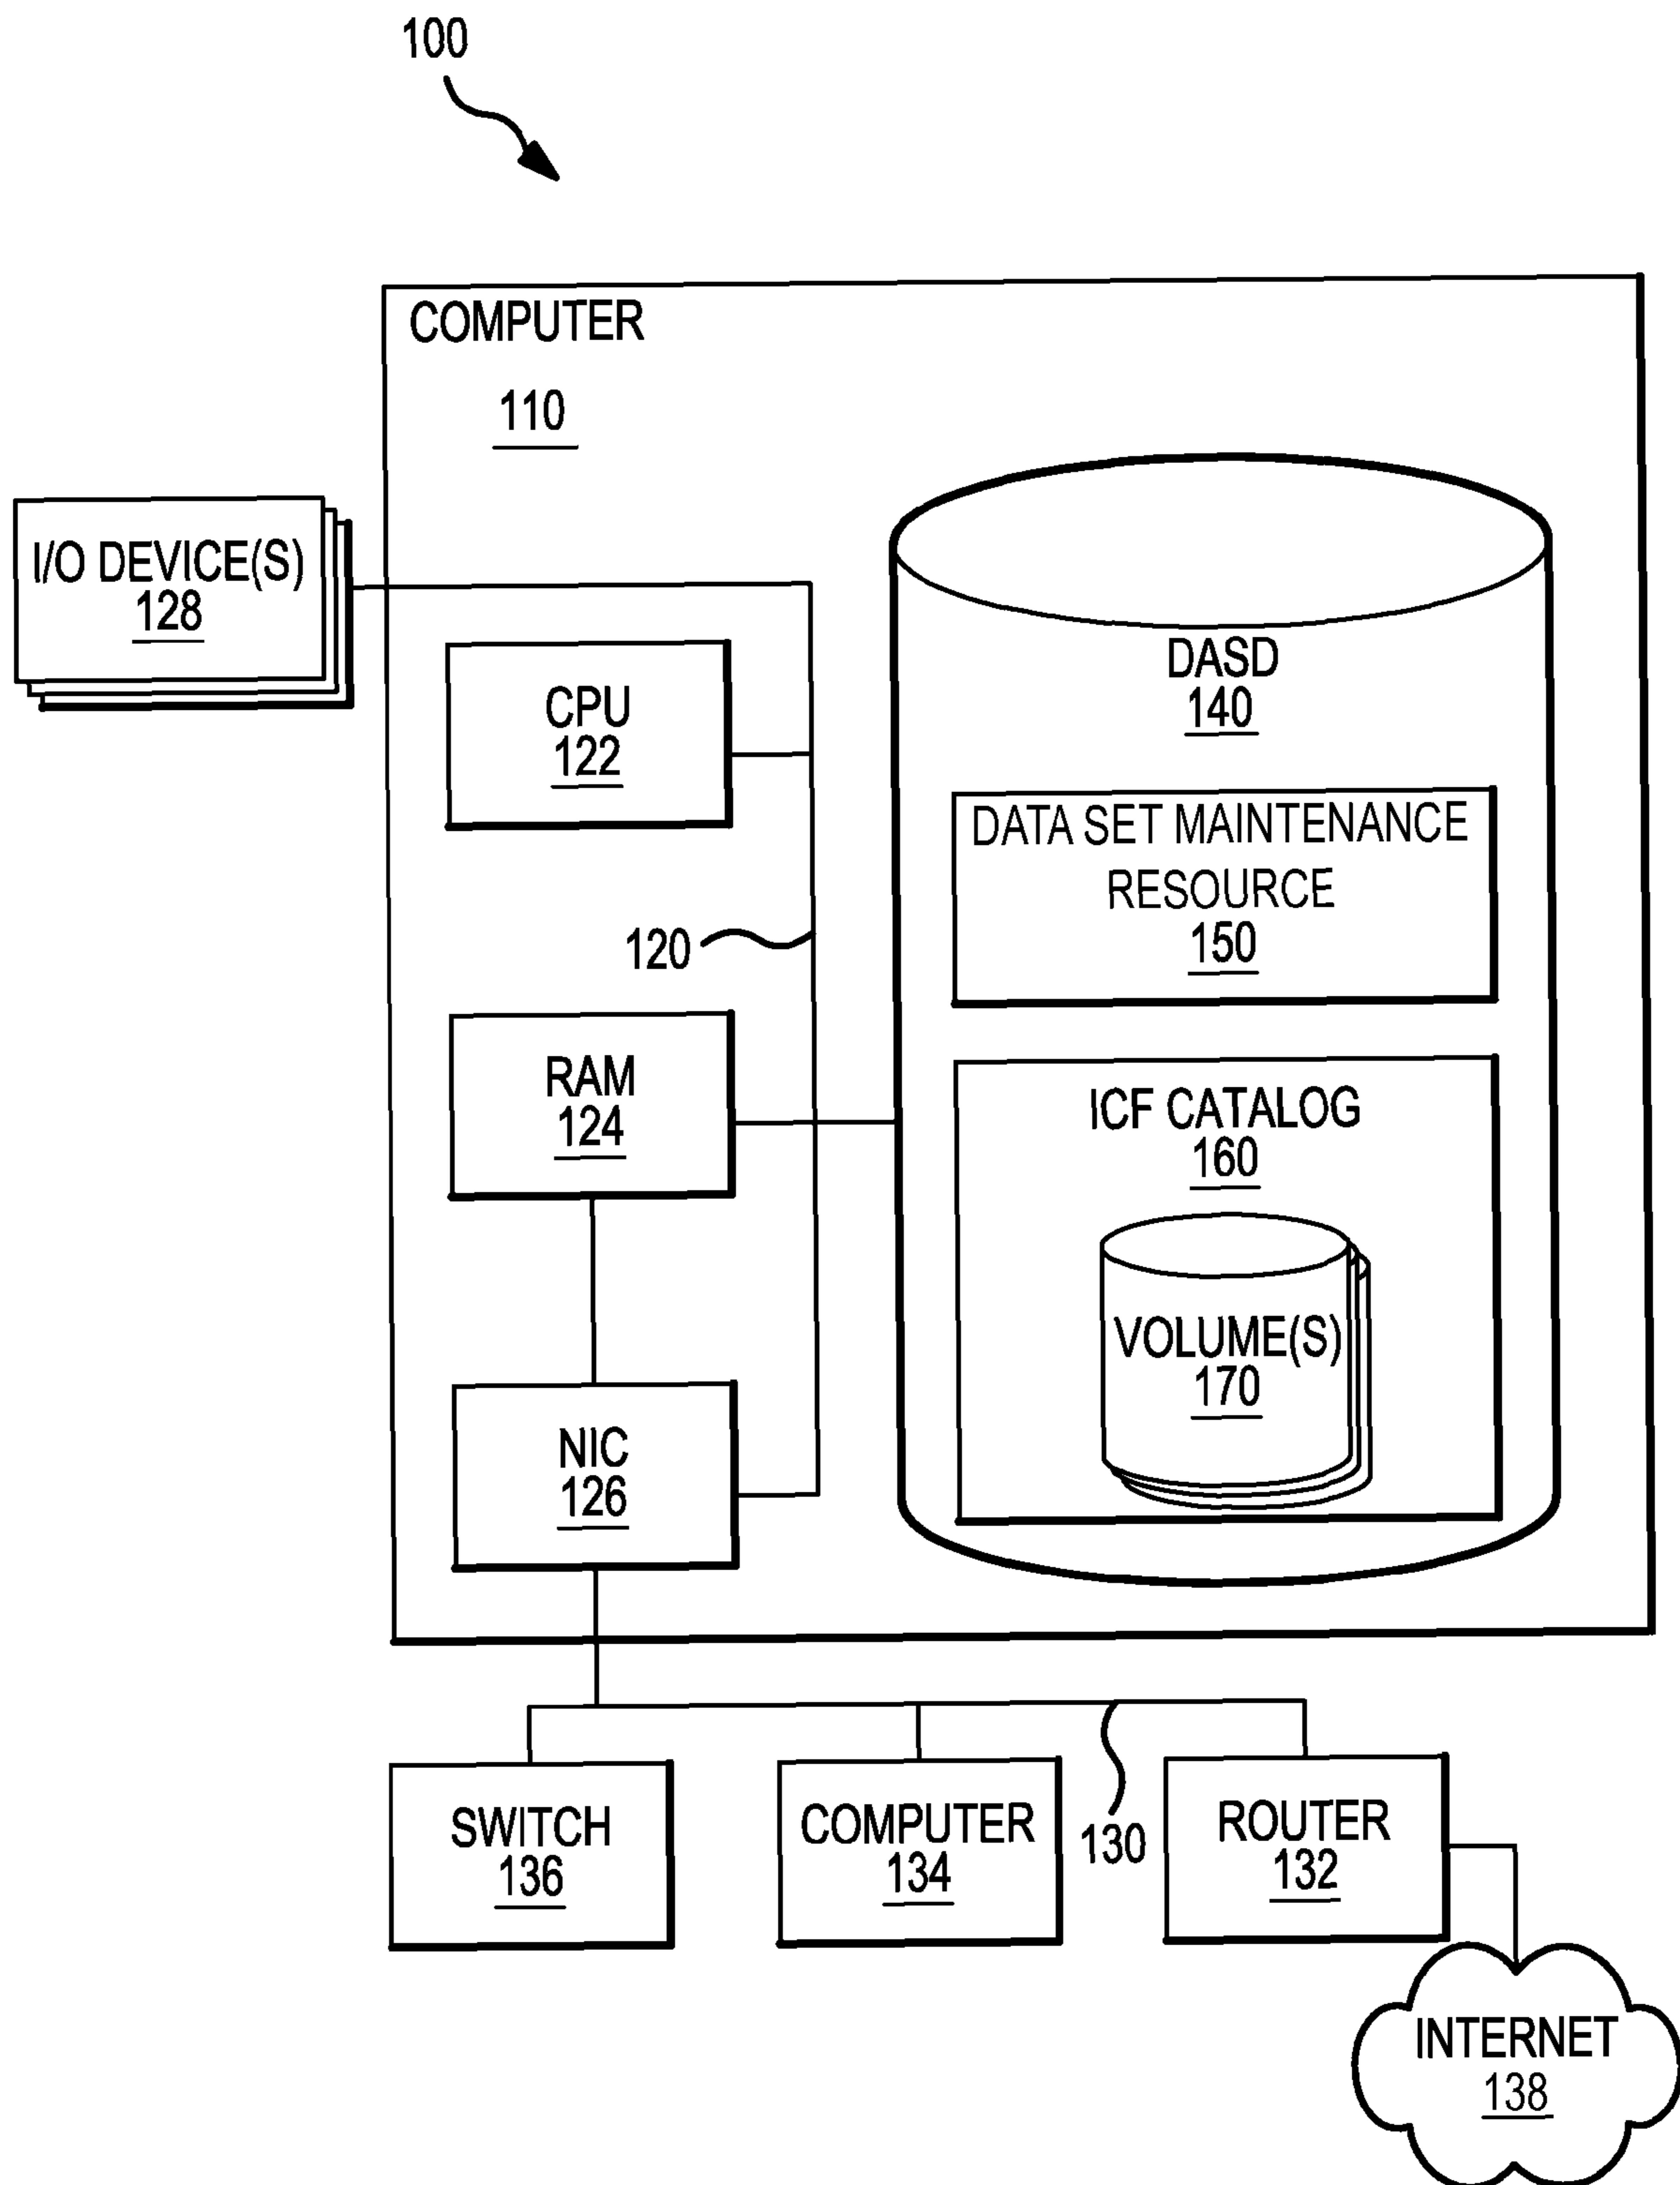 100
COMPUTER
110
I/O DEVICE(S)
128
CPU
122
DASD
140
DATA SET MAINTENANCE
RESOURCE
150
120
RAM
124
ICF CATALOG
160
VOLUME(S)
170
NIC
126
SWITCH
136
COMPUTER
134
130
ROUTER
132
INTERNET
138